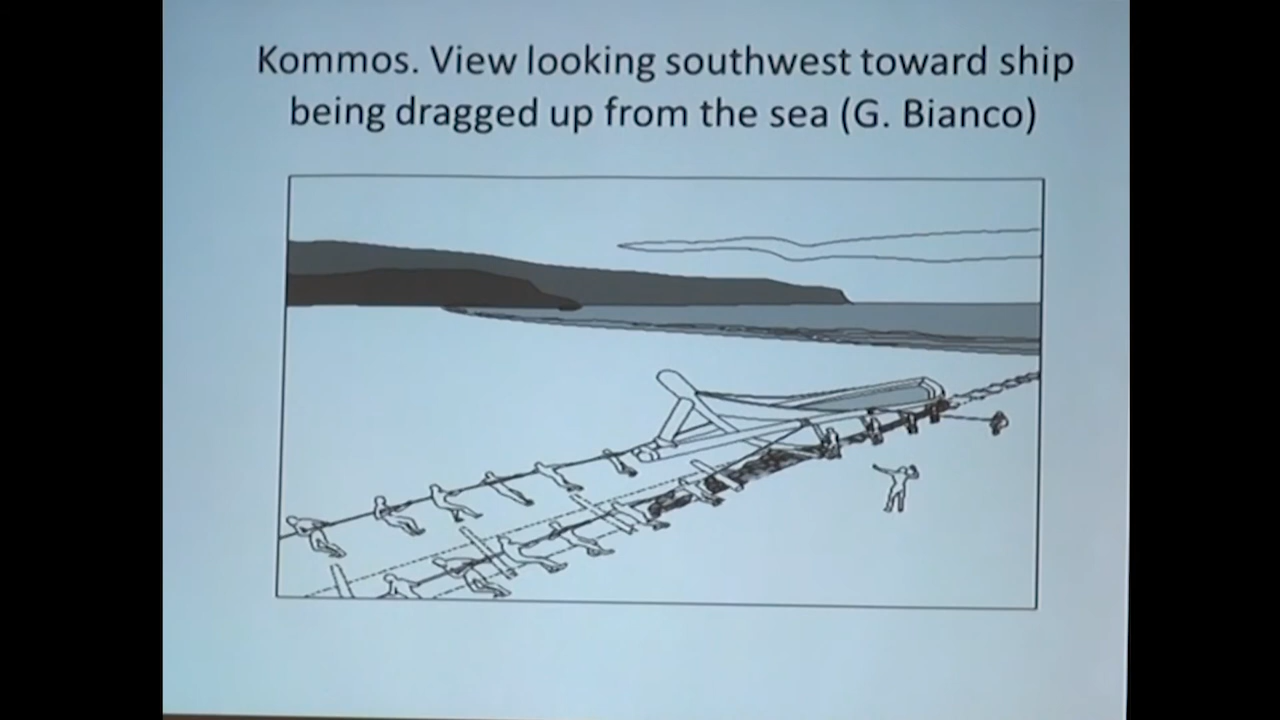 Kommos. View looking southwest toward ship
being dragged up from the sea (G. Bianco)